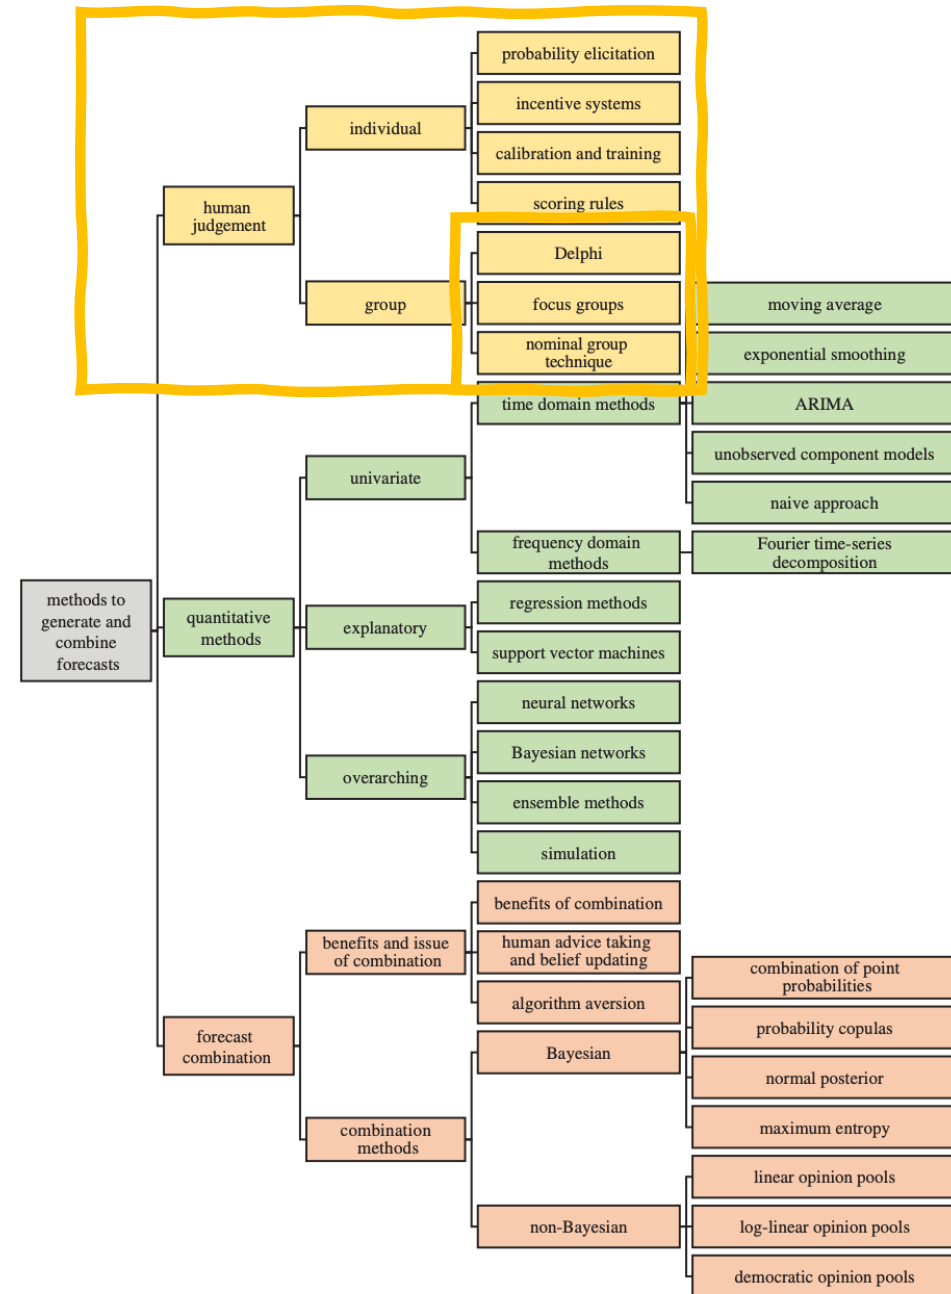 probability elicitation
incentive systems
individual
calibration and training
scoring rules
human
judgement
Delphi
group
focus groups
nominal group
technique
moving average
exponential smoothing
time domain methods
ARIMA
unobserved component models
univariate
naive approach
frequency domain
methods
Fourier time-series
decomposition
methods to
generate and
combine
forecasts
quantitative
methods
explanatory
regression methods
support vector machines
neural networks
Bayesian networks
overarching
ensemble methods
simulation
benefits of combination
benefits and issue
of combination
human advice taking
and belief updating
algorithm aversion
forecast
combination
Bayesian
combination of point
probabilities
probability copulas
normal posterior
maximum entropy
combination
methods
linear opinion pools
non-Bayesian
log-linear opinion pools
democratic opinion pools